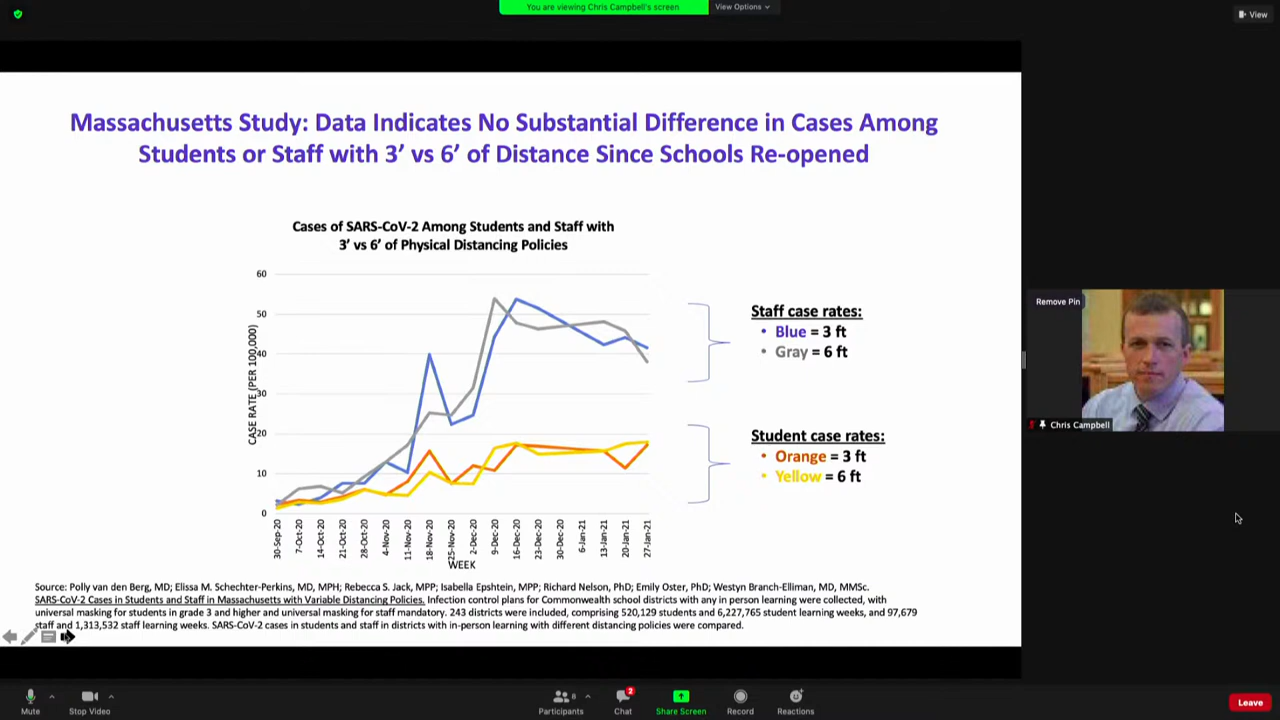 You are viewing Chris Campbell's screen
View Options
View
Massachusetts Study: Data Indicates No Substantial Difference in Cases Among
Students or Staff with 3' vs 6' of Distance Since Schools Re-opened
Cases of SARS-CoV-2 Among Students and Staff with
3' vs 6' of Physical Distancing Policies
CASE RATE (PER 100,000)
60
50
40
30
20
10
0
30-Sep-20
7-Oct-20
14-Oct-20
21-Oct-20
28-Oct-20
4-Nov-20
11-Nov-20
18-Nov-20
25-Nov-20
2-Dec-20
9-Dec-20
16-Dec-20
23-Dec-20
30-Dec-20
6-Jan-21
13-Jan-21
20-Jan-21
27-Jan-21
WEEK
Staff case rates:
• Blue = 3 ft
• Gray = 6 ft
Student case rates:
• Orange = 3 ft
• Yellow = 6 ft
Remove Pin
Chris Campbell
Source: Polly van den Berg, MD; Elissa M. Schechter-Perkins, MD, MPH; Rebecca S. Jack, MPP; Isabella Epshtein, MPP; Richard Nelson, PhD; Emily Oster, PhD; Westyn Branch-Elliman, MD, MMSc.
SARS-CoV-2 Cases in Students and Staff in Massachusetts with Variable Distancing Policies. Infection control plans for Commonwealth school districts with any in person learning were collected, with
universal masking for students in grade 3 and higher and universal masking for staff mandatory. 243 districts were included, comprising 520,129 students and 6,227,765 student learning weeks, and 97,679
staff and 1,313,532 staff learning weeks. SARS-CoV-2 cases in students and staff in districts with in-person learning with different distancing policies were compared.
Mute
Stop Video
Participants
8
Chat
2
Share Screen
Record
Reactions
Leave